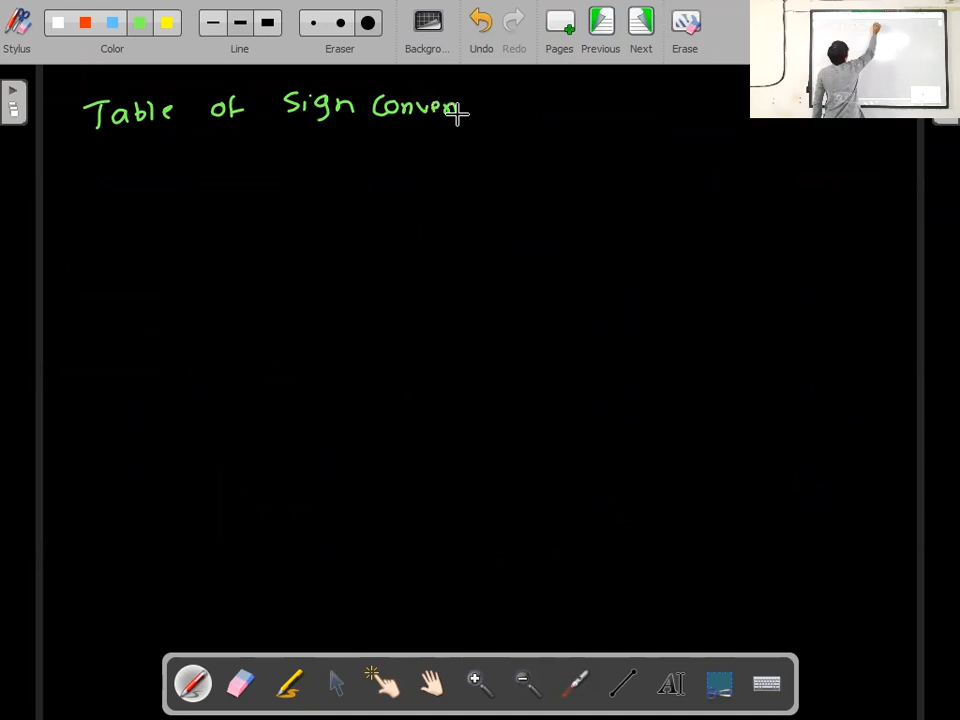 Stylus Color Line Eraser Backgro... Undo Redo Pages Previous Next Erase
Table of Sign Conven